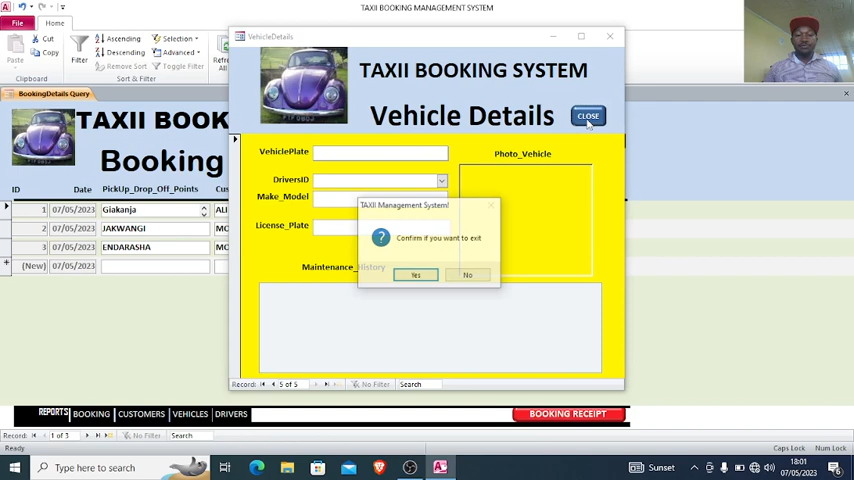 TAXII BOOKING MANAGEMENT SYSTEM
File
Home
Paste
Cut
Copy
Clipboard
Filter
Ascending
Descending
Remove Sort
Selection
Advanced
Toggle Filter
Sort & Filter
BookingDetails Query
TAXII BOOK
Booking
ID
Date
PickUp_Drop_Off_Points
1
07/05/2023
Giakanja
ALI
2
07/05/2023
JAKWANGI
3
07/05/2023
ENDARASHA
(New)
07/05/2023
VehicleDetails
TAXII BOOKING SYSTEM
Vehicle Details
CLOSE
VehiclePlate
DriversID
Make_Model
License_Plate
Photo_Vehicle
Maintenance_History
TAXII Management System!
Confirm if you want to exit
Yes
No
Record:
5 of 5
No Filter
Search
REPORTS
BOOKING
CUSTOMERS
VEHICLES
DRIVERS
BOOKING RECEIPT
Record:
1 of 3
No Filter
Search
Ready
Caps Lock
Num Lock
Type here to search
Sunset
18:01
07/05/2023
6